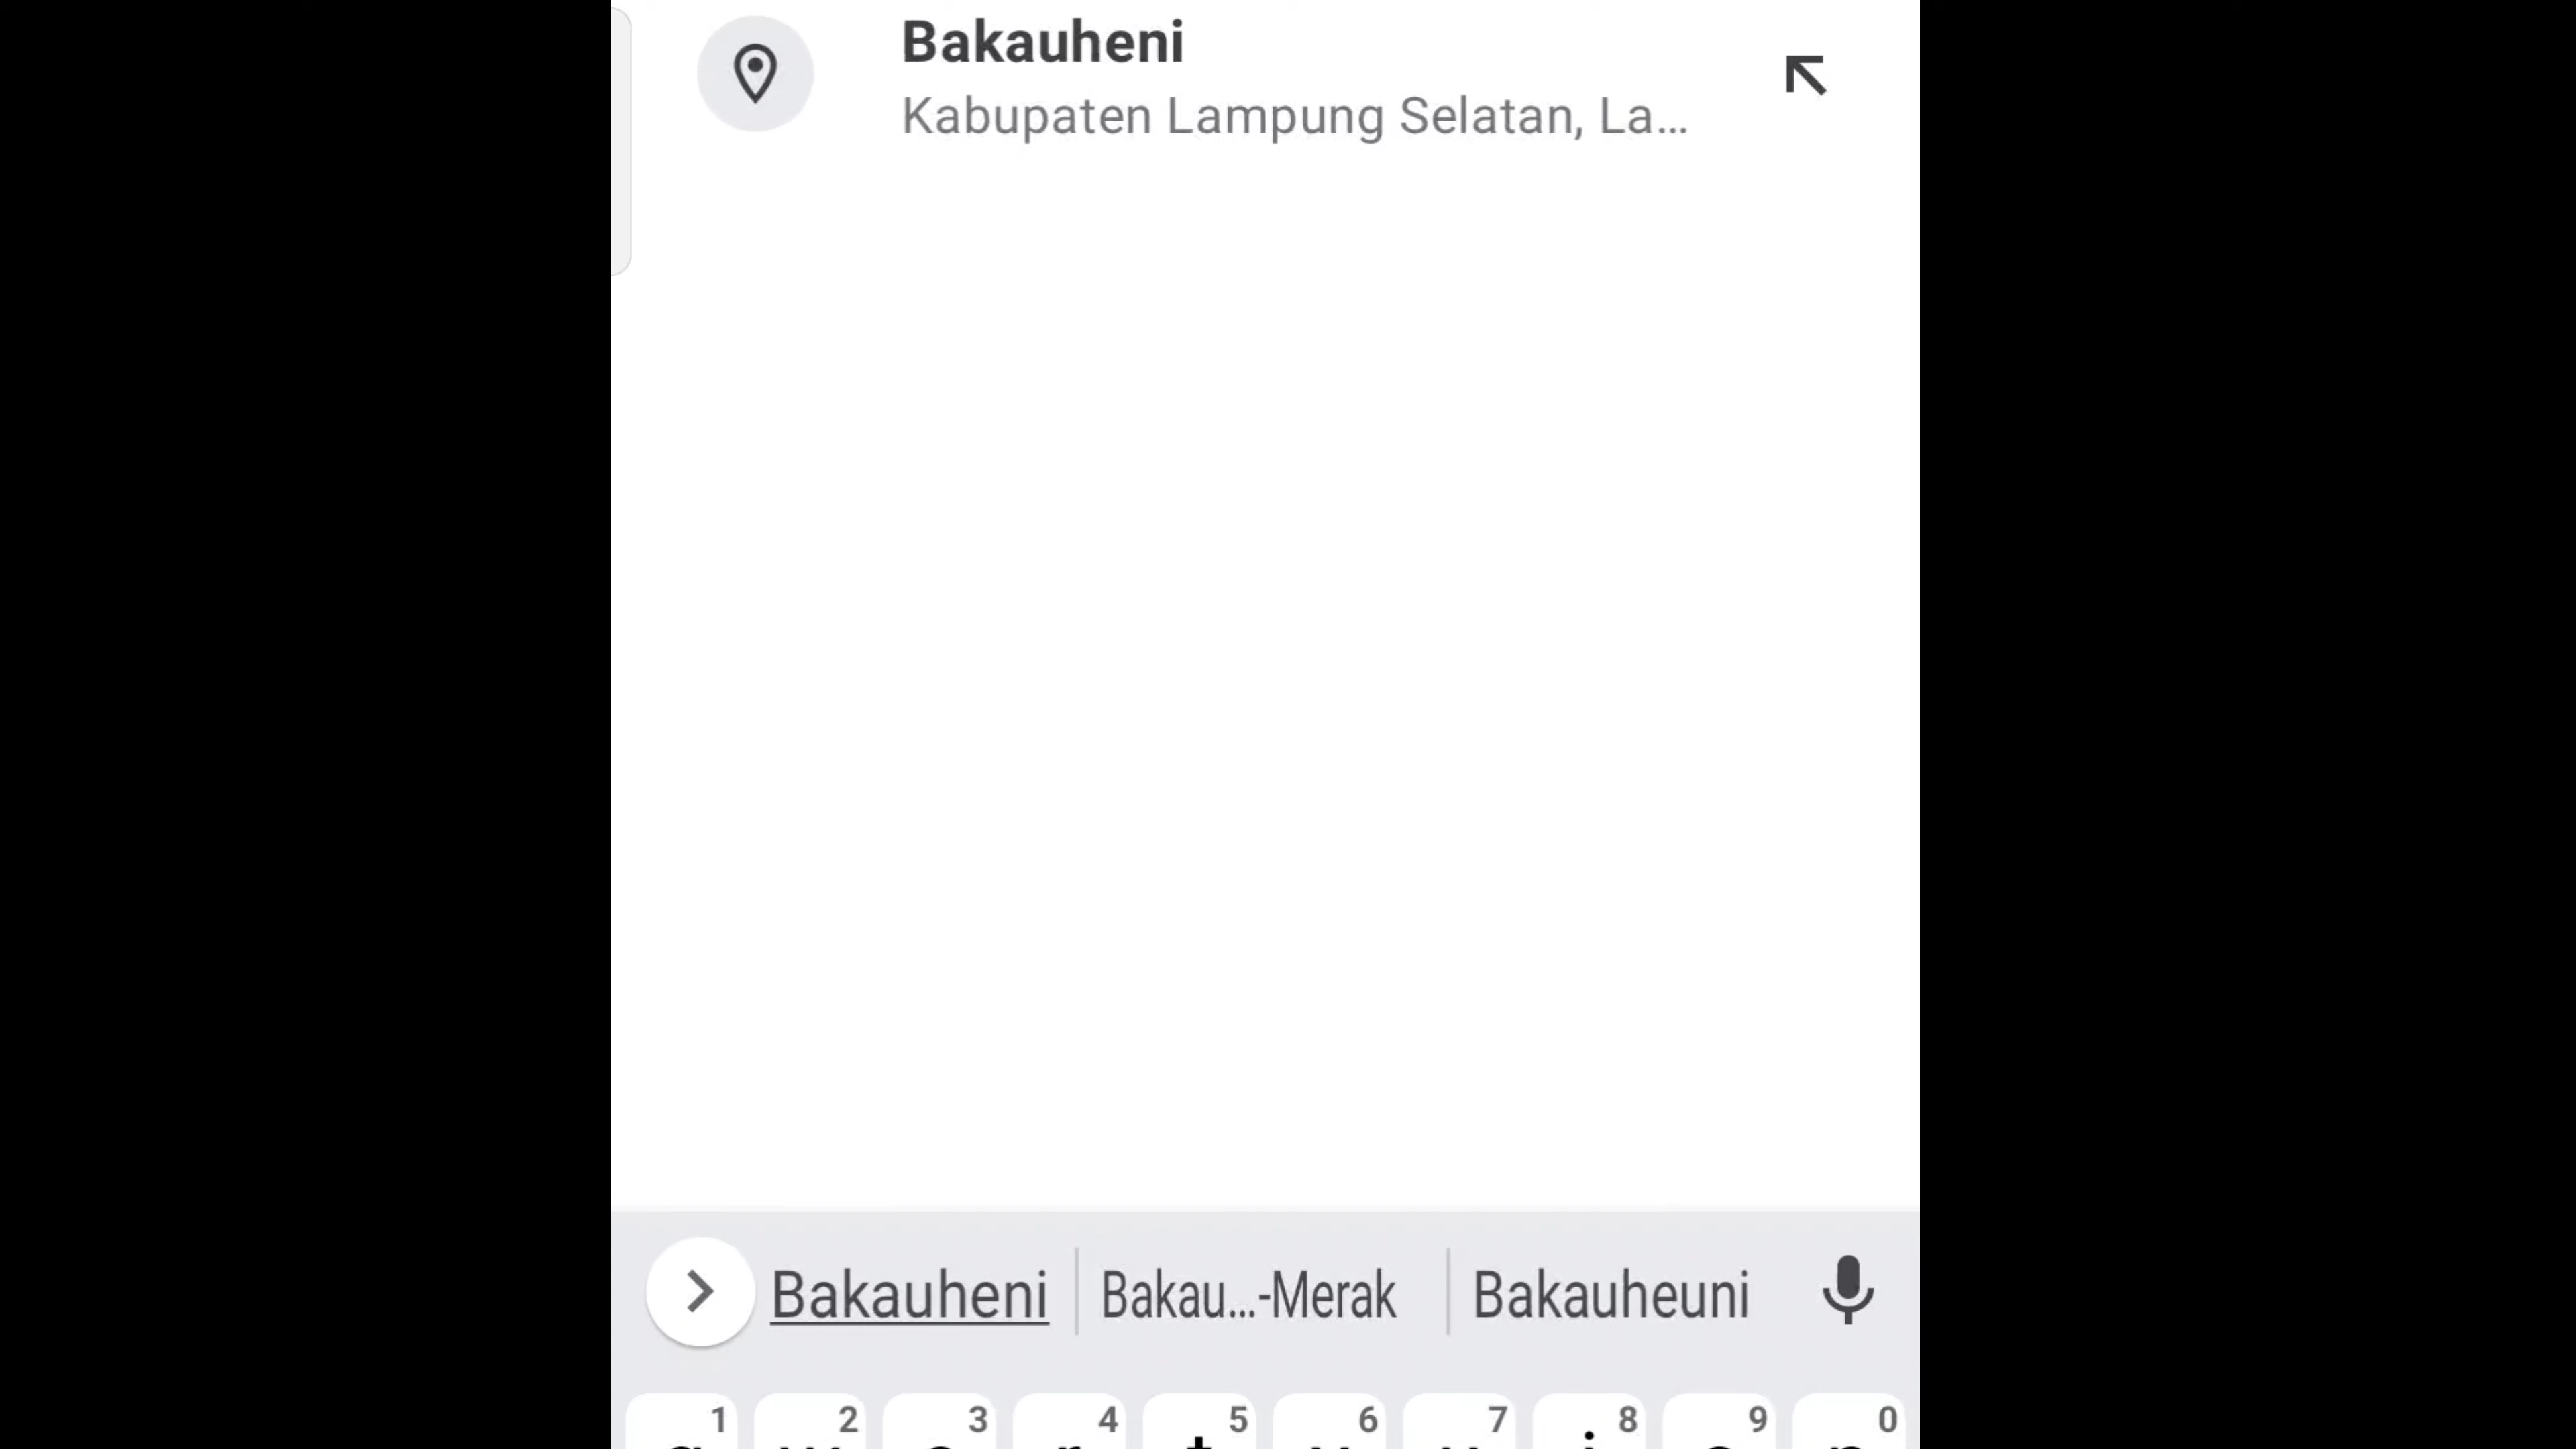 Bakauheni
Kabupaten Lampung Selatan, La...
Bakauheni Bakau...-Merak Bakauheuni
1 2 3 4 5 6 7 8 9 0